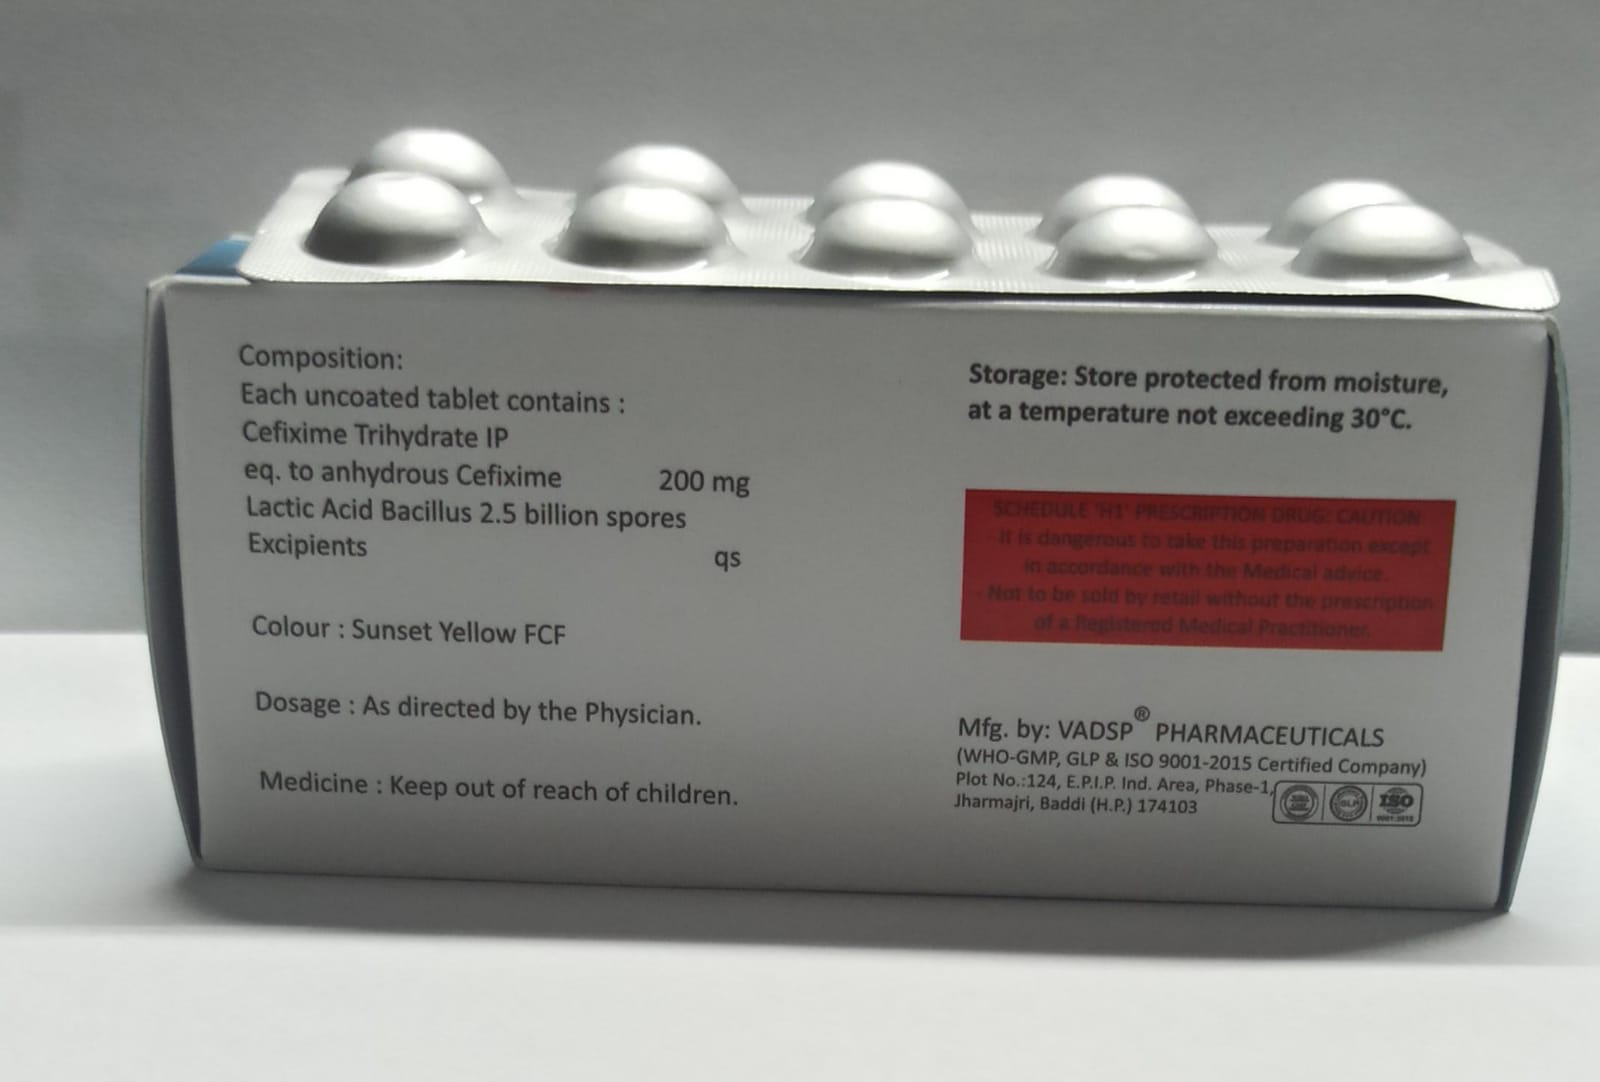 Composition:
Each uncoated tablet contains :
Cefixime Trihydrate IP
eq. to anhydrous Cefixime 200 mg
Lactic Acid Bacillus 2.5 billion spores
Excipients qs
Colour : Sunset Yellow FCF
Dosage : As directed by the Physician.
Medicine : Keep out of reach of children.
Storage: Store protected from moisture,
at a temperature not exceeding 30°C.
SCHEDULE 'H1' PRESCRIPTION DRUG: CAUTION
- It is dangerous to take this preparation except
in accordance with the Medical advice.
- Not to be sold by retail without the prescription
of a Registered Medical Practitioner.
Mfg. by: VADSP® PHARMACEUTICALS
(WHO-GMP, GLP & ISO 9001-2015 Certified Company)
Plot No.:124, E.P.I.P. Ind. Area, Phase-1,
Jharmajri, Baddi (H.P.) 174103
GLP
ISO
9001:2015